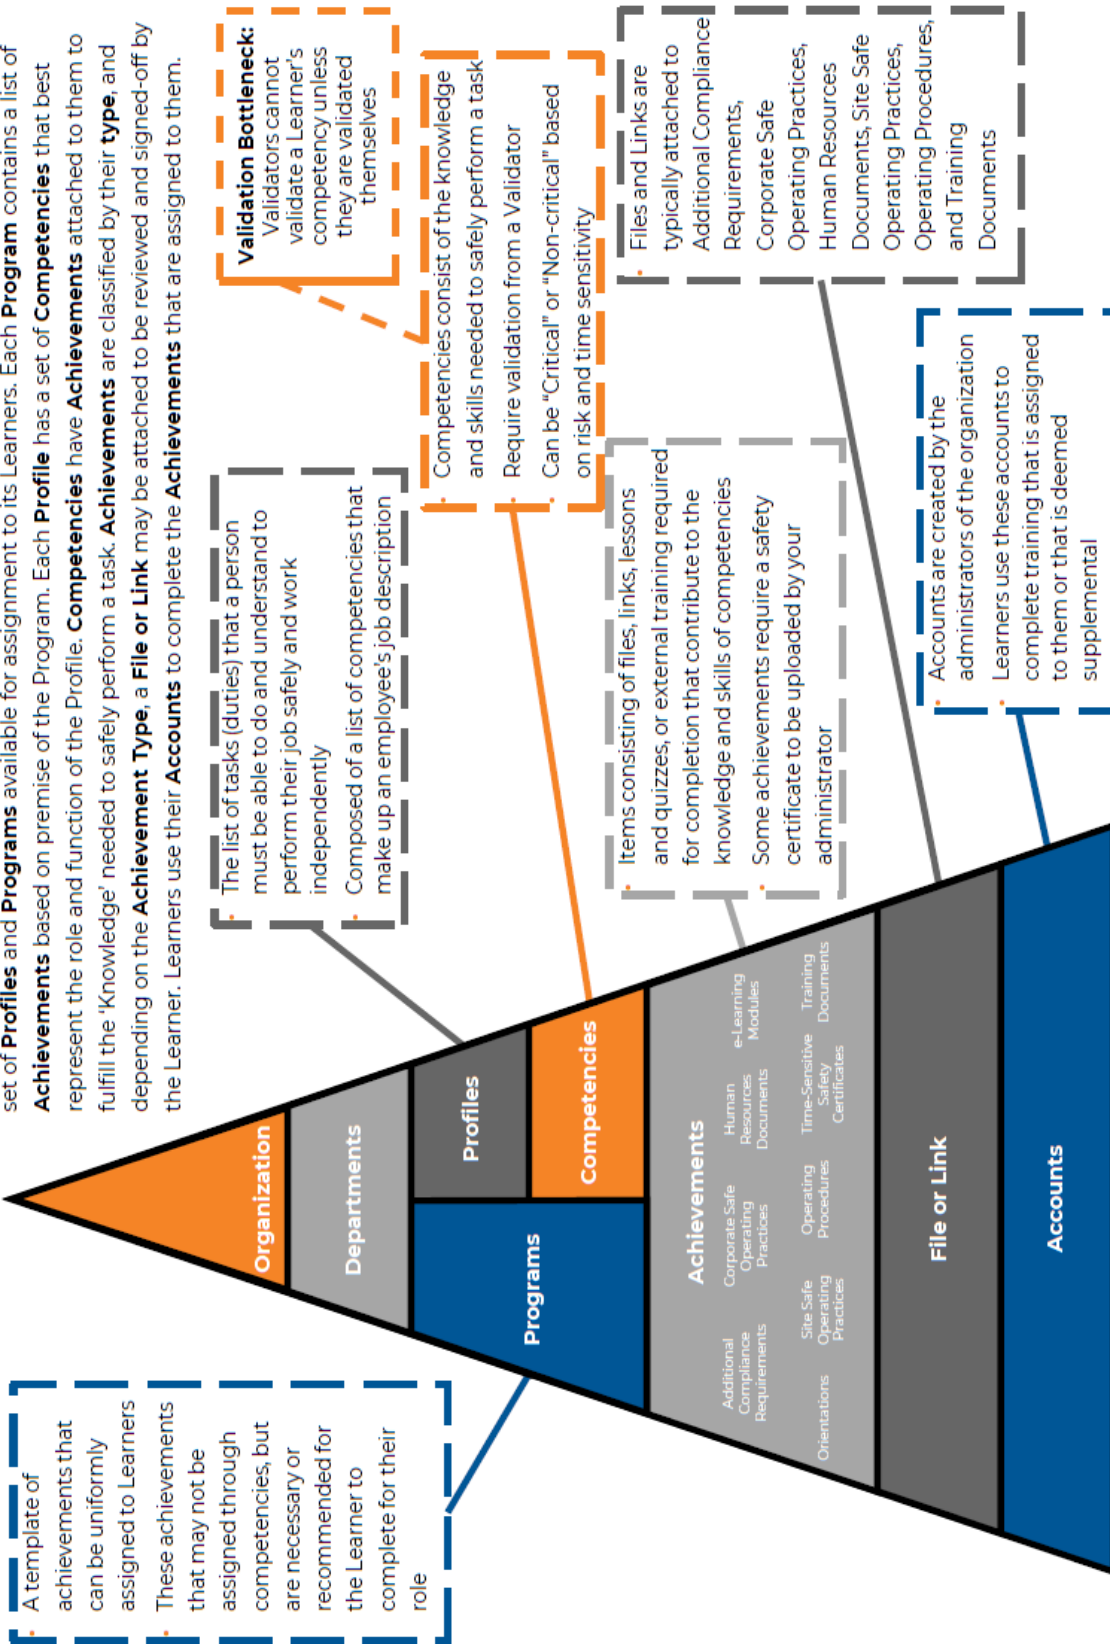 set of Profiles and Programs available for assignment to its Learners. Each Program contains a list of
Achievements based on premise of the Program. Each Profile has a set of Competencies that best
represent the role and function of the Profile. Competencies have Achievements attached to them to
fulfill the ‘Knowledge’ needed to safely perform a task. Achievements are classified by their type, and
depending on the Achievement Type, a File or Link may be attached to be reviewed and signed-off by
the Learner. Learners use their Accounts to complete the Achievements that are assigned to them.
• A template of
achievements that
can be uniformly
assigned to Learners
• These achievements
that may not be
assigned through
competencies, but
are necessary or
recommended for
the Learner to
complete for their
role
• The list of tasks (duties) that a person
must be able to do and understand to
perform their job safely and work
independently
• Composed of a list of competencies that
make up an employee's job description
Validation Bottleneck:
Validators cannot
validate a Learner's
competency unless
they are validated
themselves
• Competencies consist of the knowledge
and skills needed to safely perform a task
• Require validation from a Validator
• Can be “Critical” or “Non-critical” based
on risk and time sensitivity
• Items consisting of files, links, lessons
and quizzes, or external training required
for completion that contribute to the
knowledge and skills of competencies
• Some achievements require a safety
certificate to be uploaded by your
administrator
• Files and Links are
typically attached to
Additional Compliance
Requirements,
Corporate Safe
Operating Practices,
Human Resources
Documents, Site Safe
Operating Practices,
Operating Procedures,
and Training
Documents
• Accounts are created by the
administrators of the organization
• Learners use these accounts to
complete training that is assigned
to them or that is deemed
supplemental
Organization
Departments
Programs
Profiles
Competencies
Achievements
Additional
Compliance
Requirements
Corporate Safe
Operating
Practices
Human
Resources
Documents
e-Learning
Modules
Orientations
Site Safe
Operating
Practices
Operating
Procedures
Time-Sensitive
Safety
Certificates
Training
Documents
File or Link
Accounts